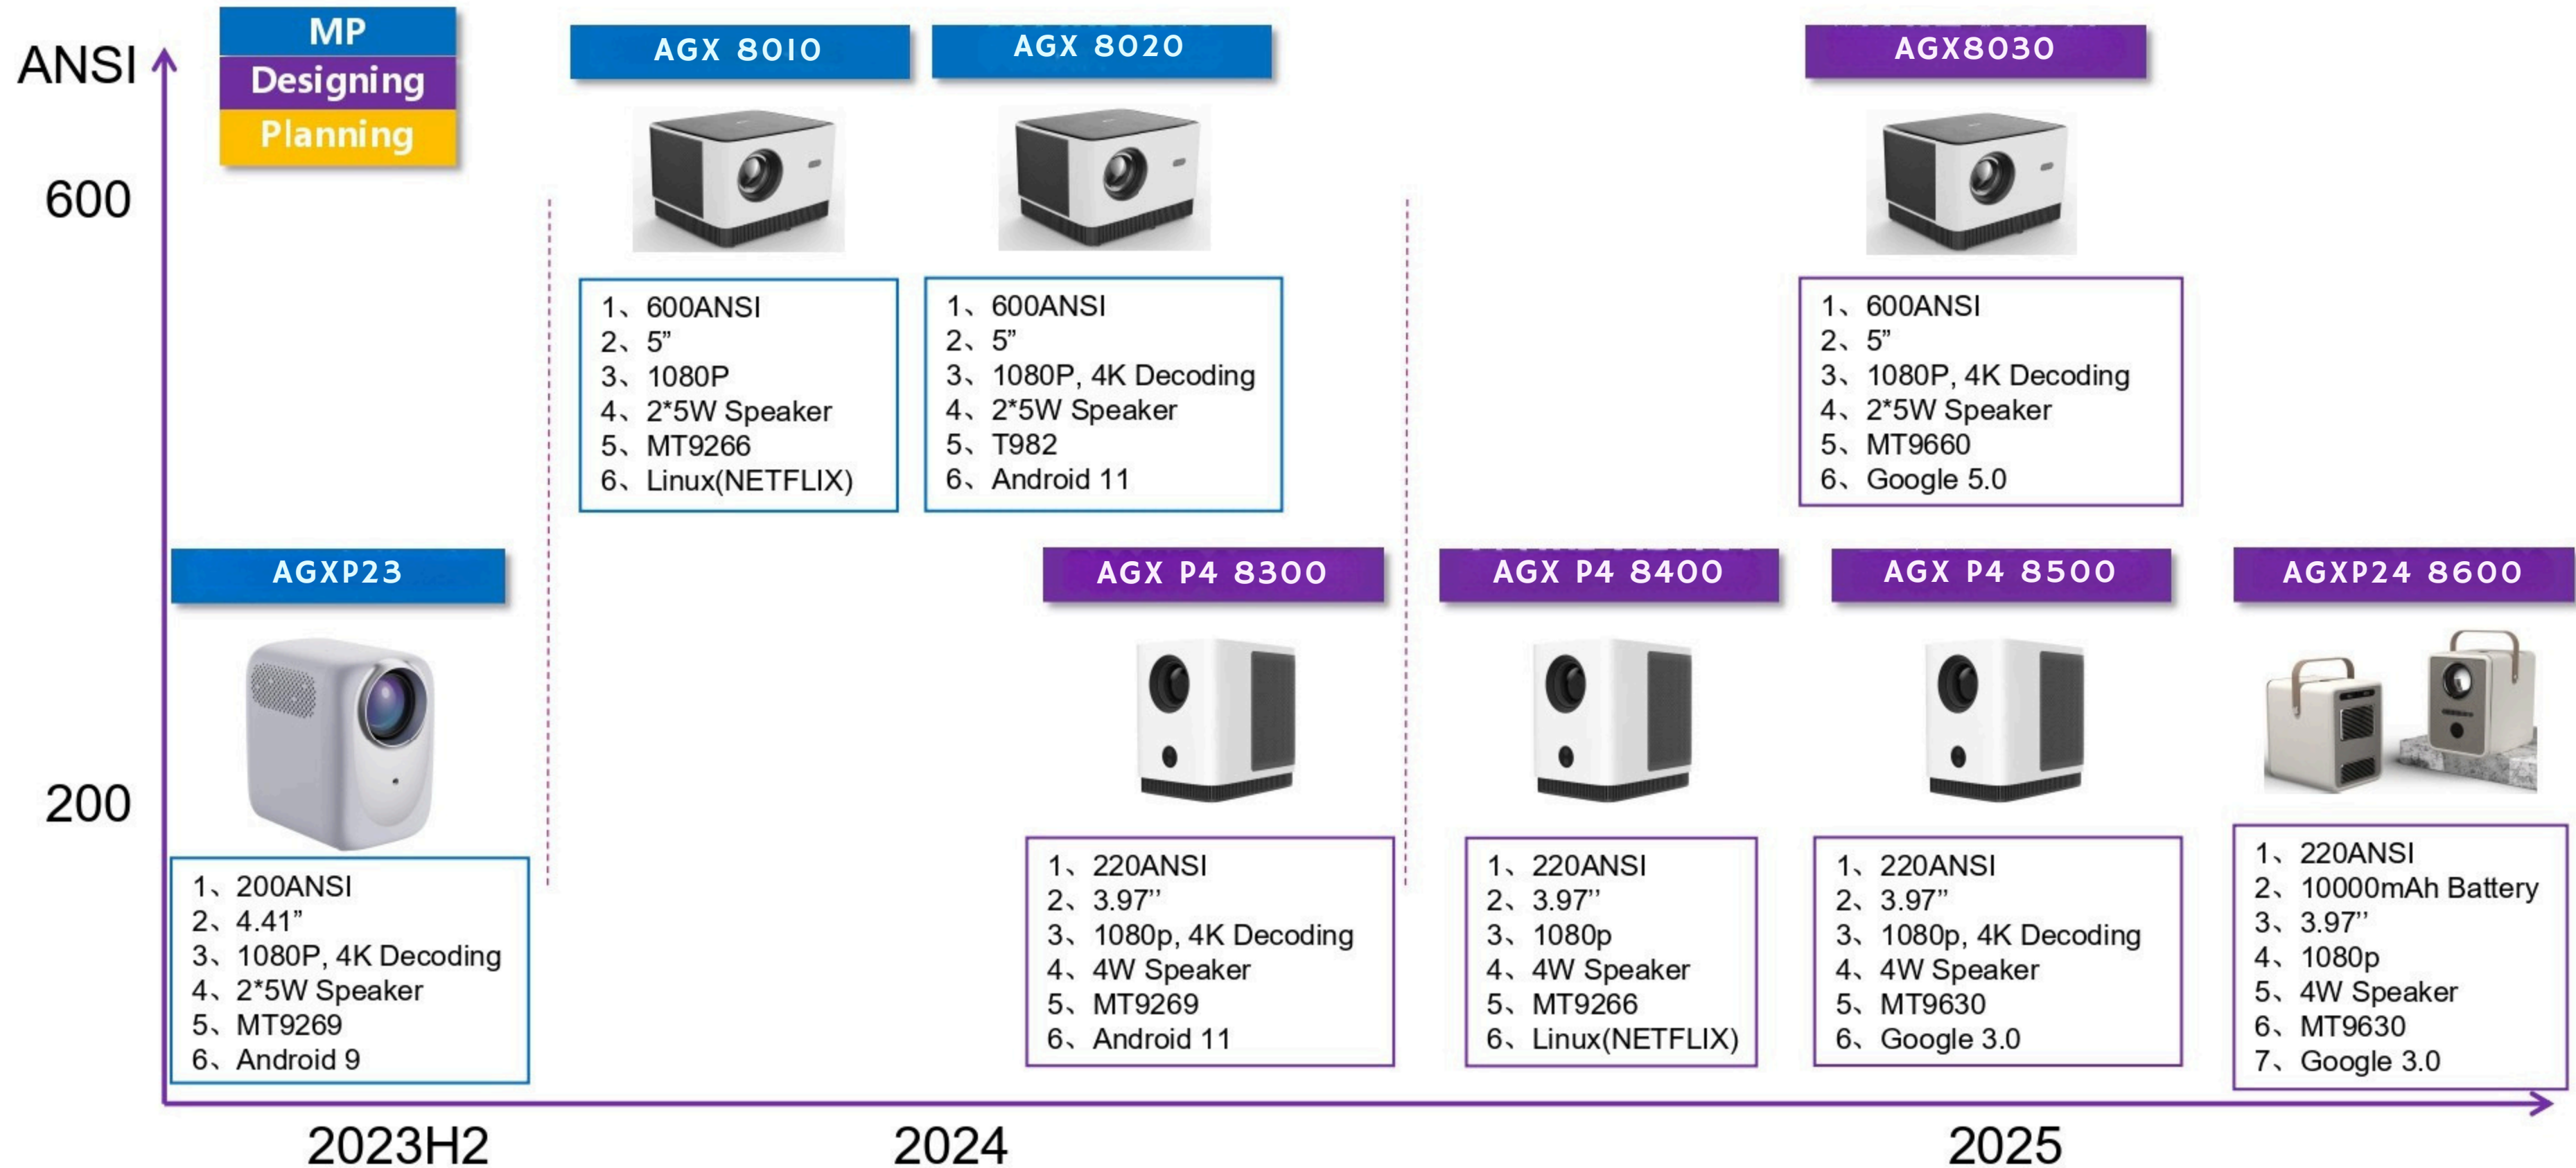 ANSI
MP
Designing
Planning
AGX 8010
AGX 8020
AGX8030
600
1、600ANSI
2、5”
3、1080P
4、2*5W Speaker
5、MT9266
6、Linux(NETFLIX)
1、600ANSI
2、5”
3、1080P, 4K Decoding
4、2*5W Speaker
5、T982
6、Android 11
1、600ANSI
2、5”
3、1080P, 4K Decoding
4、2*5W Speaker
5、MT9660
6、Google 5.0
AGXP23
AGX P4 8300
AGX P4 8400
AGX P4 8500
AGXP24 8600
200
1、200ANSI
2、4.41”
3、1080P, 4K Decoding
4、2*5W Speaker
5、MT9269
6、Android 9
1、220ANSI
2、3.97’’
3、1080p, 4K Decoding
4、4W Speaker
5、MT9269
6、Android 11
1、220ANSI
2、3.97’’
3、1080p
4、4W Speaker
5、MT9266
6、Linux(NETFLIX)
1、220ANSI
2、3.97’’
3、1080p, 4K Decoding
4、4W Speaker
5、MT9630
6、Google 3.0
1、220ANSI
2、10000mAh Battery
3、3.97’’
4、1080p
5、4W Speaker
6、MT9630
7、Google 3.0
2023H2
2024
2025